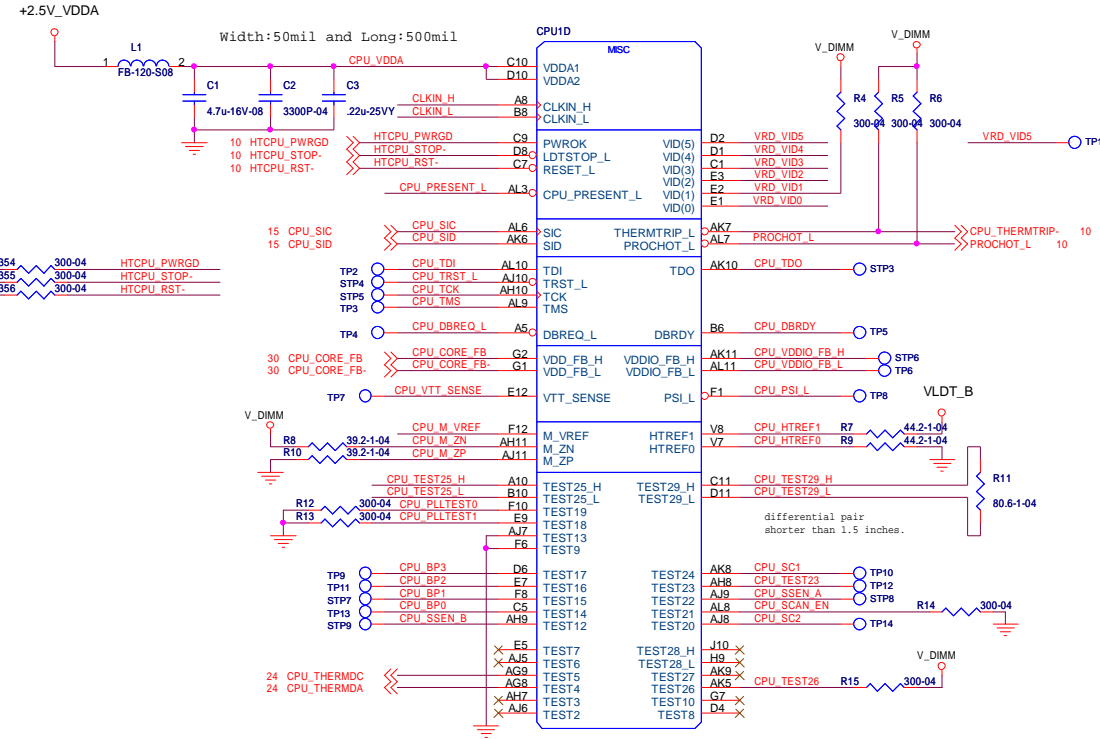 +2.5V_VDDA
Width:50mil and Long:500mil
CPU1D
MISC
V_DIMM
V_DIMM
L1
1
2
FB-120-S08
CPU_VDDA
C10
D10
VDDA1
VDDA2
C1
C2
C3
4.7u-16V-08
3300P-04
.22u-25VY
CLKIN_H
A8
CLKIN_H
CLKIN_L
B8
CLKIN_L
R4
R5
R6
300-04
300-04
300-04
10 HTCPU_PWRGD
HTCPU_PWRGD
C9
PWROK
10 HTCPU_STOP-
HTCPU_STOP-
D8
LDTSTOP_L
10 HTCPU_RST-
HTCPU_RST-
C7
RESET_L
VID(5)
D2
VRD_VID5
VID(4)
D1
VRD_VID4
VID(3)
C1
VRD_VID3
VID(2)
E3
VRD_VID2
VID(1)
E2
VRD_VID1
VID(0)
E1
VRD_VID0
VRD_VID5
TP1
CPU_PRESENT_L
AL3
CPU_PRESENT_L
15 CPU_SIC
CPU_SIC
AL6
SIC
15 CPU_SID
CPU_SID
AK6
SID
THERMTRIP_L
AK7
CPU_THERMTRIP- 10
PROCHOT_L
AL7
PROCHOT_L
PROCHOT_L 10
354
300-04
HTCPU_PWRGD
355
300-04
HTCPU_STOP-
356
300-04
HTCPU_RST-
TP2
CPU_TDI
AL10
TDI
STP4
CPU_TRST_L
AJ10
TRST_L
STP5
CPU_TCK
AH10
TCK
TP3
CPU_TMS
AL9
TMS
TDO
AK10
CPU_TDO
STP3
TP4
CPU_DBREQ_L
A5
DBREQ_L
DBRDY
B6
CPU_DBRDY
TP5
30 CPU_CORE_FB
CPU_CORE_FB
G2
VDD_FB_H
30 CPU_CORE_FB-
CPU_CORE_FB-
G1
VDD_FB_L
VDDIO_FB_H
AK11
CPU_VDDIO_FB_H
STP6
VDDIO_FB_L
AL11
CPU_VDDIO_FB_L
TP6
TP7
CPU_VTT_SENSE
E12
VTT_SENSE
PSI_L
F1
CPU_PSI_L
TP8
V_DIMM
VLDT_B
CPU_M_VREF
F12
M_VREF
R8
39.2-1-04
CPU_M_ZN
AH11
M_ZN
R10
39.2-1-04
CPU_M_ZP
AJ11
M_ZP
HTREF1
V8
CPU_HTREF1
R7
44.2-1-04
HTREF0
V7
CPU_HTREF0
R9
44.2-1-04
CPU_TEST25_H
A10
TEST25_H
CPU_TEST25_L
B10
TEST25_L
R12
300-04
CPU_PLLTEST0
F10
TEST19
R13
300-04
CPU_PLLTEST1
E9
TEST18
AJ7
TEST13
F6
TEST9
TEST29_H
C11
CPU_TEST29_H
TEST29_L
D11
CPU_TEST29_L
R11
80.6-1-04
differential pair
shorter than 1.5 inches.
TP9
CPU_BP3
D6
TEST17
TP11
CPU_BP2
E7
TEST16
STP7
CPU_BP1
F8
TEST15
TP13
CPU_BP0
C5
TEST14
STP9
CPU_SSEN_B
AH9
TEST12
TEST24
AK8
CPU_SC1
TP10
TEST23
AH8
CPU_TEST23
TP12
TEST22
AJ9
CPU_SSEN_A
STP8
TEST21
AL8
CPU_SCAN_EN
R14
300-04
TEST20
AJ8
CPU_SC2
TP14
E5
TEST7
AJ5
TEST6
24 CPU_THERMDC
AG9
TEST5
24 CPU_THERMDA
AG8
TEST4
AH7
TEST3
AJ6
TEST2
TEST28_H
J10
TEST28_L
H9
TEST27
AK9
TEST26
AK5
CPU_TEST26
R15
300-04
V_DIMM
TEST10
G7
TEST8
D4